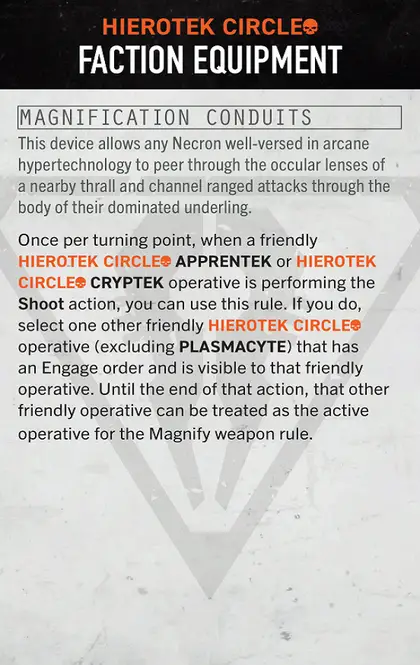 HIEROTEK CIRCLE
FACTION EQUIPMENT
MAGNIFICATION CONDUITS
This device allows any Necron well-versed in arcane
hypertechnology to peer through the occular lenses of
a nearby thrall and channel ranged attacks through the
body of their dominated underling.
Once per turning point, when a friendly
HIEROTEK CIRCLE APPRENTEK or HIEROTEK
CIRCLE CRYPTEK operative is performing the
Shoot action, you can use this rule. If you do,
select one other friendly HIEROTEK CIRCLE
operative (excluding PLASMACYTE) that has
an Engage order and is visible to that friendly
operative. Until the end of that action, that other
friendly operative can be treated as the active
operative for the Magnify weapon rule.